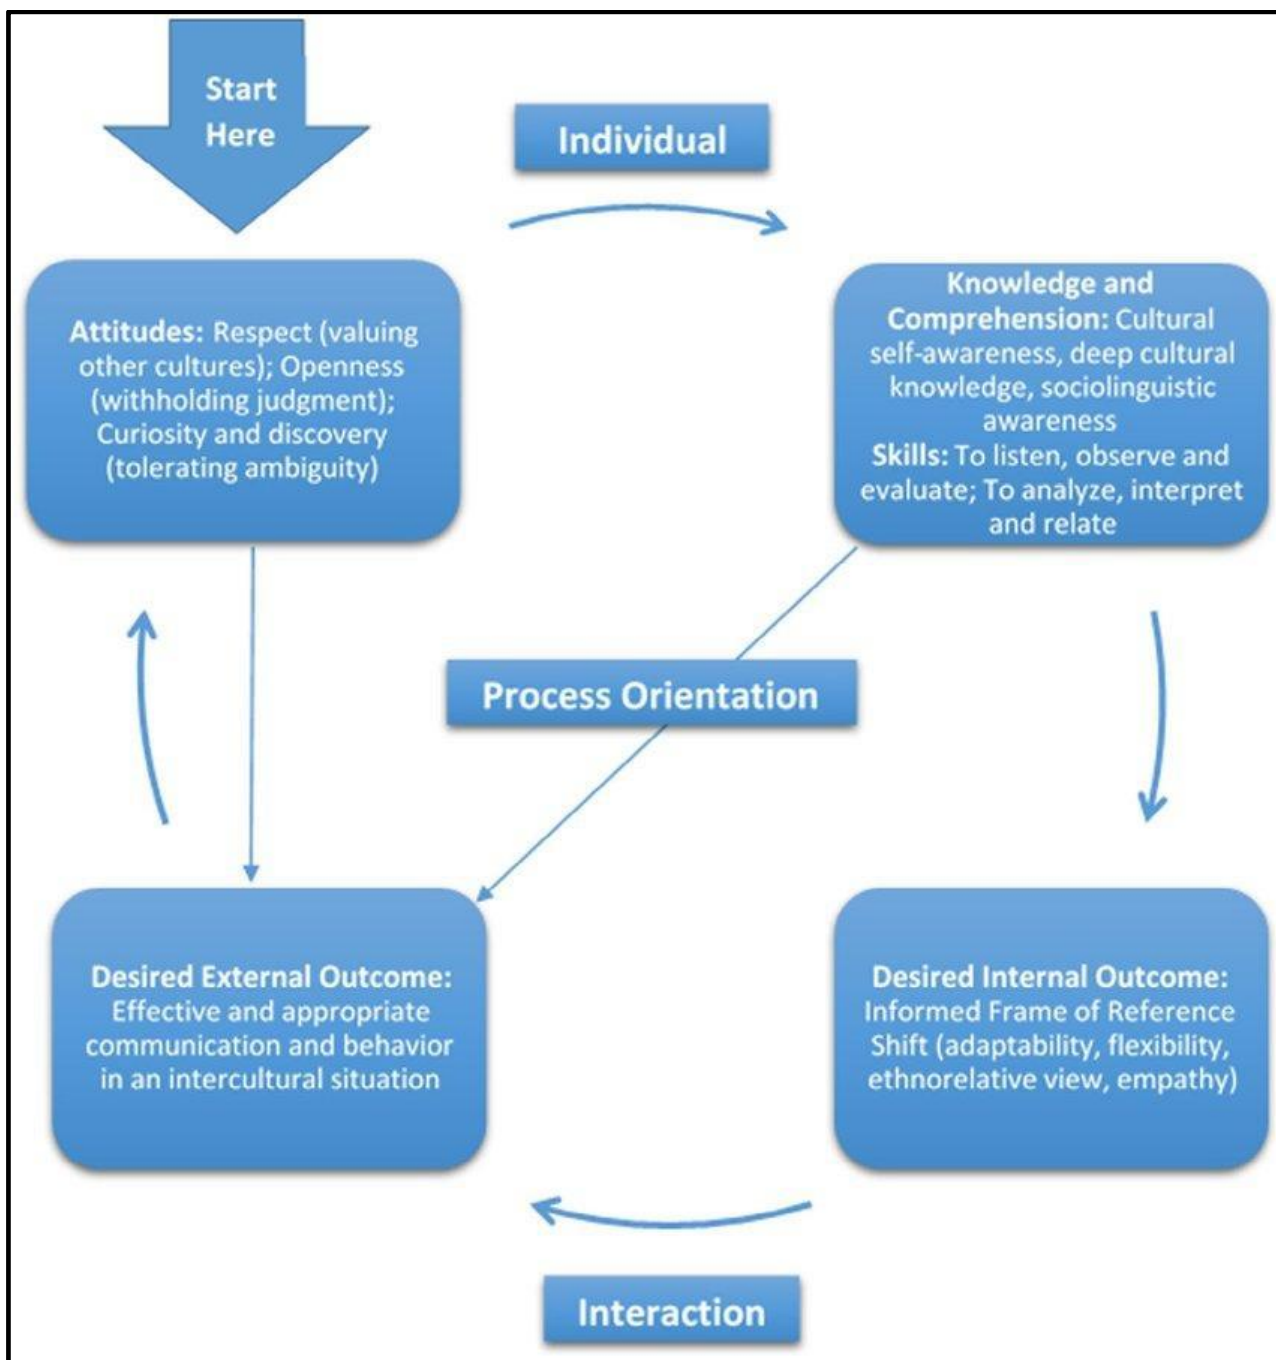 Start
Here
Individual
Attitudes: Respect (valuing
other cultures); Openness
(withholding judgment);
Curiosity and discovery
(tolerating ambiguity)
Knowledge and
Comprehension: Cultural
self-awareness, deep cultural
knowledge, sociolinguistic
awareness
Skills: To listen, observe and
evaluate; To analyze, interpret
and relate
Process Orientation
Desired External Outcome:
Effective and appropriate
communication and behavior
in an intercultural situation
Desired Internal Outcome:
Informed Frame of Reference
Shift (adaptability, flexibility,
ethnorelative view, empathy)
Interaction